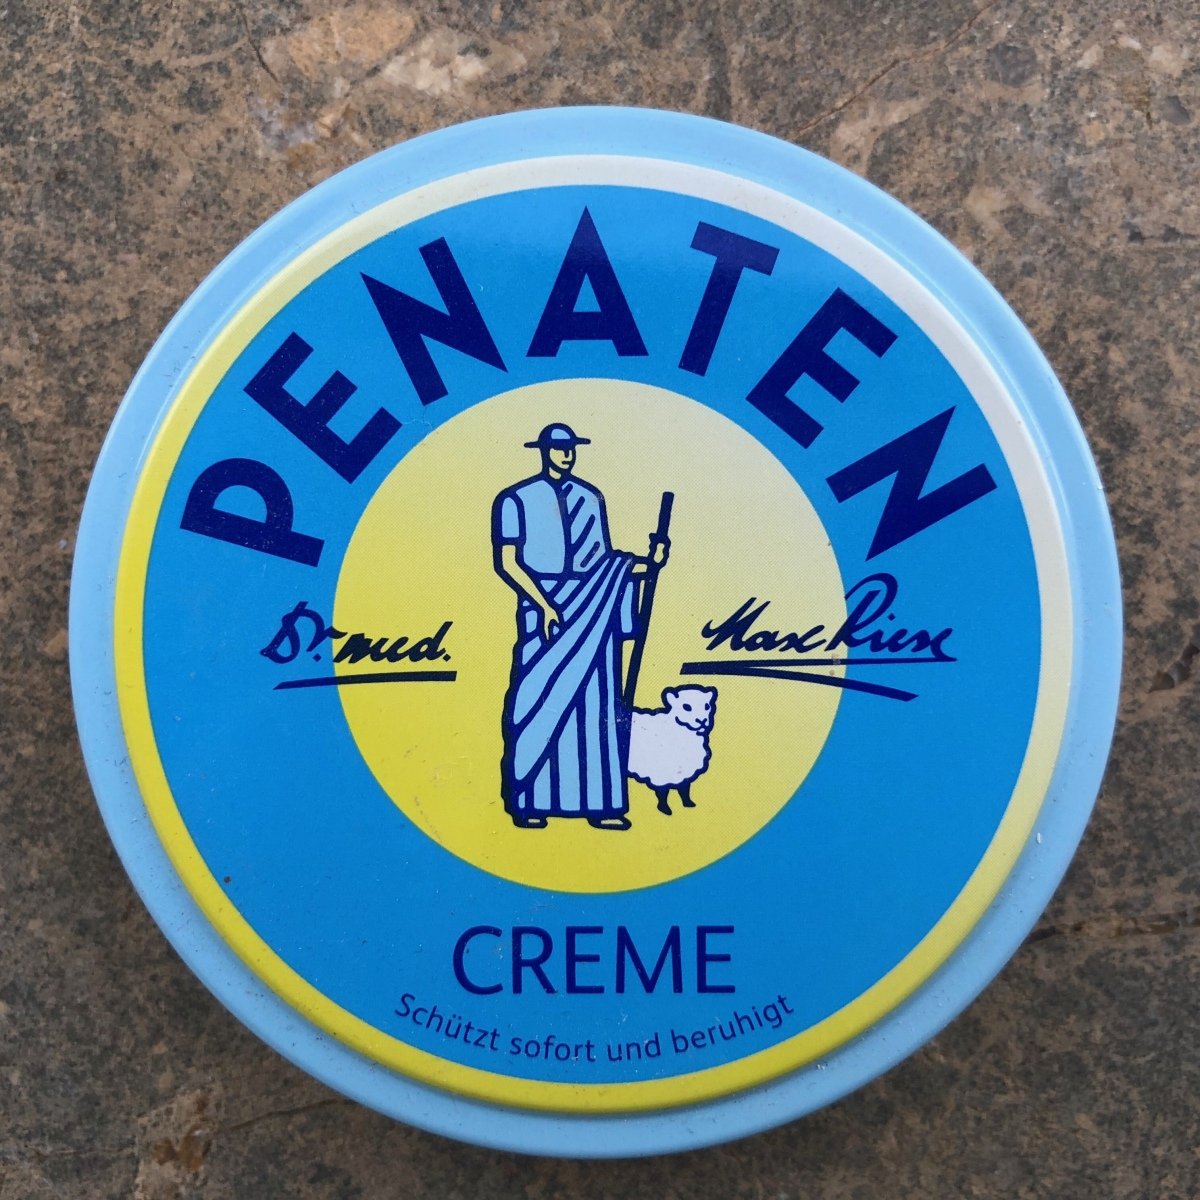 PENATEN
Dr. med. Max Riese
CREME
Schützt sofort und beruhigt